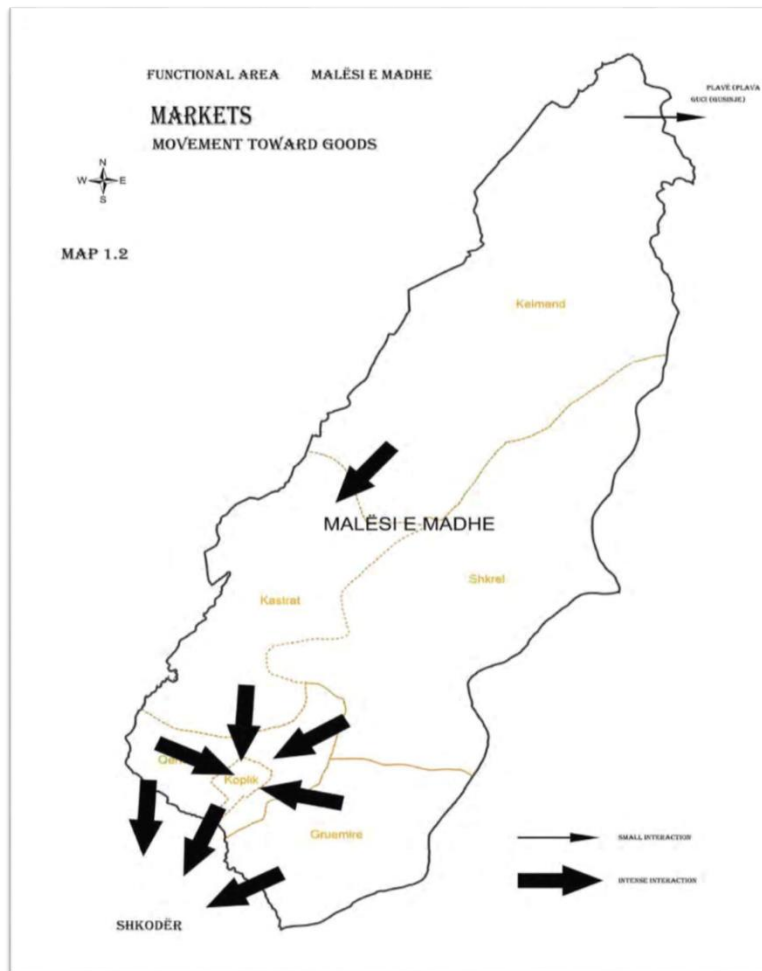 FUNCTIONAL AREA MALËSI E MADHE
MARKETS
MOVEMENT TOWARD GOODS
N
W E
S
MAP 1.2
PLAVË (PLAVA
GUCI (GUSINJE)
Kelmend
MALËSI E MADHE
Shkrel
Kastrat
Koplik
Gruemire
SMALL INTERACTION
INTENSE INTERACTION
SHKODËR